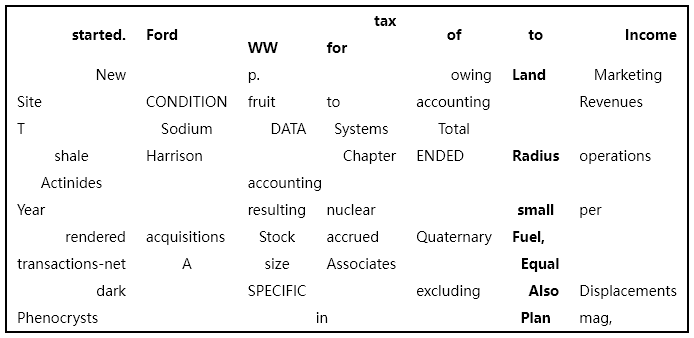 tax
started. Ford of to Income
WW for
New p. owing Land Marketing
Site CONDITION fruit to accounting Revenues
T Sodium DATA Systems Total
shale Harrison Chapter ENDED Radius operations
Actinides accounting
Year resulting nuclear small per
rendered acquisitions Stock accrued Quaternary Fuel,
transactions-net A size Associates Equal
dark SPECIFIC excluding Also Displacements
Phenocrysts in Plan mag,